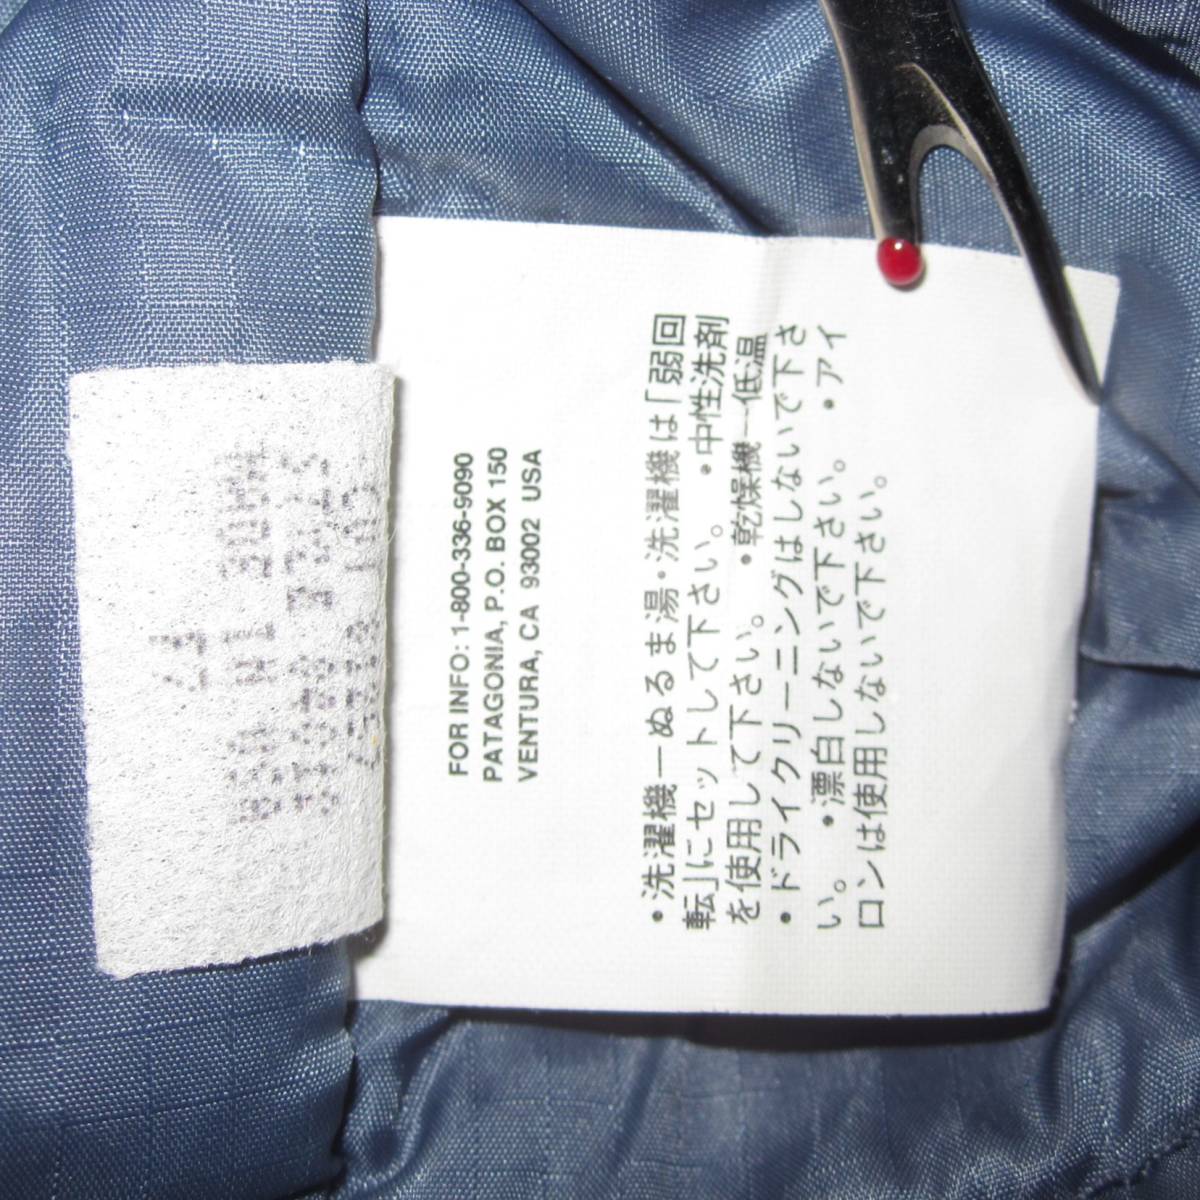 FOR INFO: 1-800-336-9090
PATAGONIA, P.O. BOX 150
VENTURA, CA 93002 USA
•洗濯機ーぬるま湯・洗濯機は「弱回
転」にセットして下さい。 •中性洗剤
を使用して下さい。 •乾燥機ー低温
•ドライクリーニングはしないで下さ
い。 •漂白しないで下さい。 •アイ
ロンは使用しないで下さい。